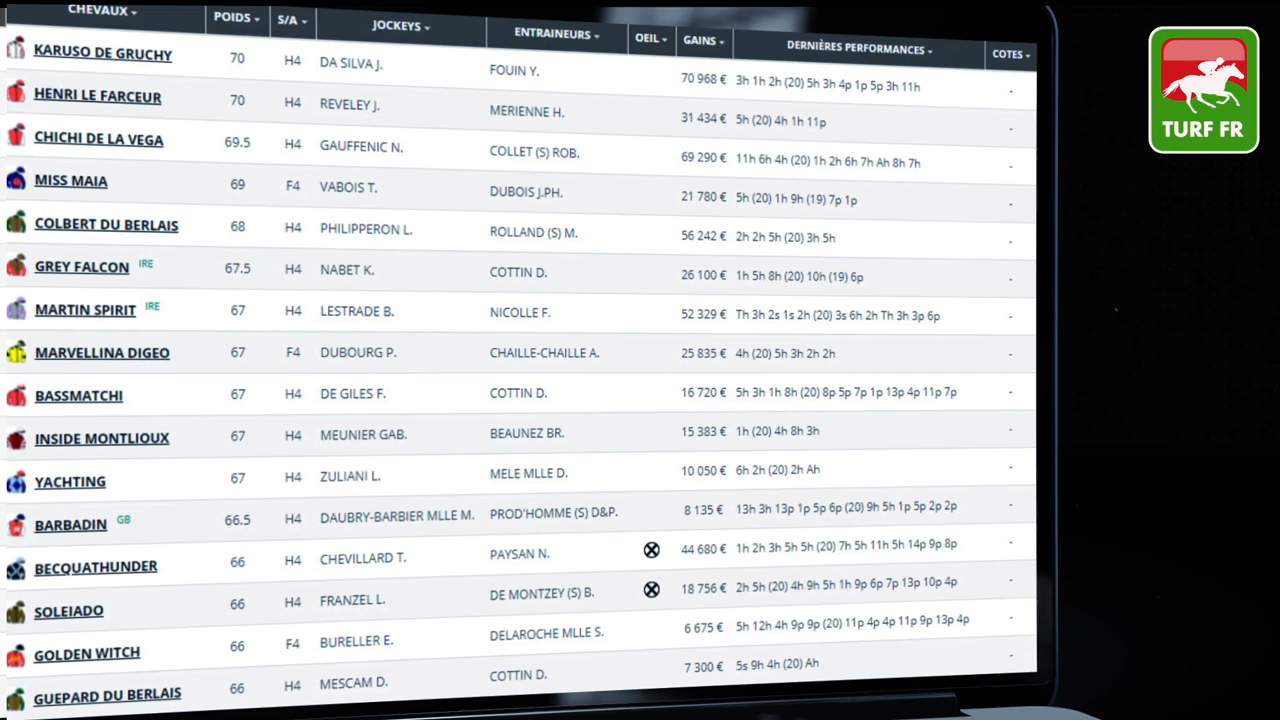 CHEVAUX POIDS S/A JOCKEYS ENTRAINEURS OEIL GAINS DERNIÈRES PERFORMANCES COTES
KARUSO DE GRUCHY 70 H4 DA SILVA J. FOUIN Y. 70 968 € 3h 1h 2h (20) 5h 3h 4p 1p 5p 3h 11h -
HENRI LE FARCEUR 70 H4 REVELEY J. MERIENNE H. 31 434 € 5h (20) 4h 1h 11p -
CHICHI DE LA VEGA 69.5 H4 GAUFFENIC N. COLLET (S) ROB. 69 290 € 11h 6h 4h (20) 1h 2h 6h 7h Ah 8h 7h -
MISS MAIA 69 F4 VABOIS T. DUBOIS J.PH. 21 780 € 5h (20) 1h 9h (19) 7p 1p -
COLBERT DU BERLAIS 68 H4 PHILIPPERON L. ROLLAND (S) M. 56 242 € 2h 2h 5h (20) 3h 5h -
GREY FALCON IRE 67.5 H4 NABET K. COTTIN D. 26 100 € 1h 5h 8h (20) 10h (19) 6p -
MARTIN SPIRIT IRE 67 H4 LESTRADE B. NICOLLE F. 52 329 € Th 3h 2s 1s 2h (20) 3s 6h 2h Th 3h 3p 6p -
MARVELLINA DIGEO 67 F4 DUBOURG P. CHAILLE-CHAILLE A. 25 835 € 4h (20) 5h 3h 2h 2h -
BASSMATCHI 67 H4 DE GILES F. COTTIN D. 16 720 € 5h 3h 1h 8h (20) 8p 5p 7p 1p 13p 4p 11p 7p -
INSIDE MONTLIOUX 67 H4 MEUNIER GAB. BEAUNEZ BR. 15 383 € 1h (20) 4h 8h 3h -
YACHTING 67 H4 ZULIANI L. MELE MLLE D. 10 050 € 6h 2h (20) 2h Ah -
BARBADIN GB 66.5 H4 DAUBRY-BARBIER MLLE M. PROD'HOMME (S) D&P. 8 135 € 13h 3h 13p 1p 5p 6p (20) 9h 5h 1p 5p 2p 2p -
BECQUATHUNDER 66 H4 CHEVILLARD T. PAYSAN N. 44 680 € 1h 2h 3h 5h 5h (20) 7h 5h 11h 5h 14p 9p 8p -
SOLEIADO 66 H4 FRANZEL L. DE MONTZEY (S) B. 18 756 € 2h 5h (20) 4h 9h 5h 1h 9p 6p 7p 13p 10p 4p -
GOLDEN WITCH 66 F4 BURELLER E. DELAROCHE MLLE S. 6 675 € 5h 12h 4h 9p 9p (20) 11p 4p 4p 11p 9p 13p 4p -
GUEPARD DU BERLAIS 66 H4 MESCAM D. COTTIN D. 7 300 € 5s 9h 4h (20) Ah -
TURF FR